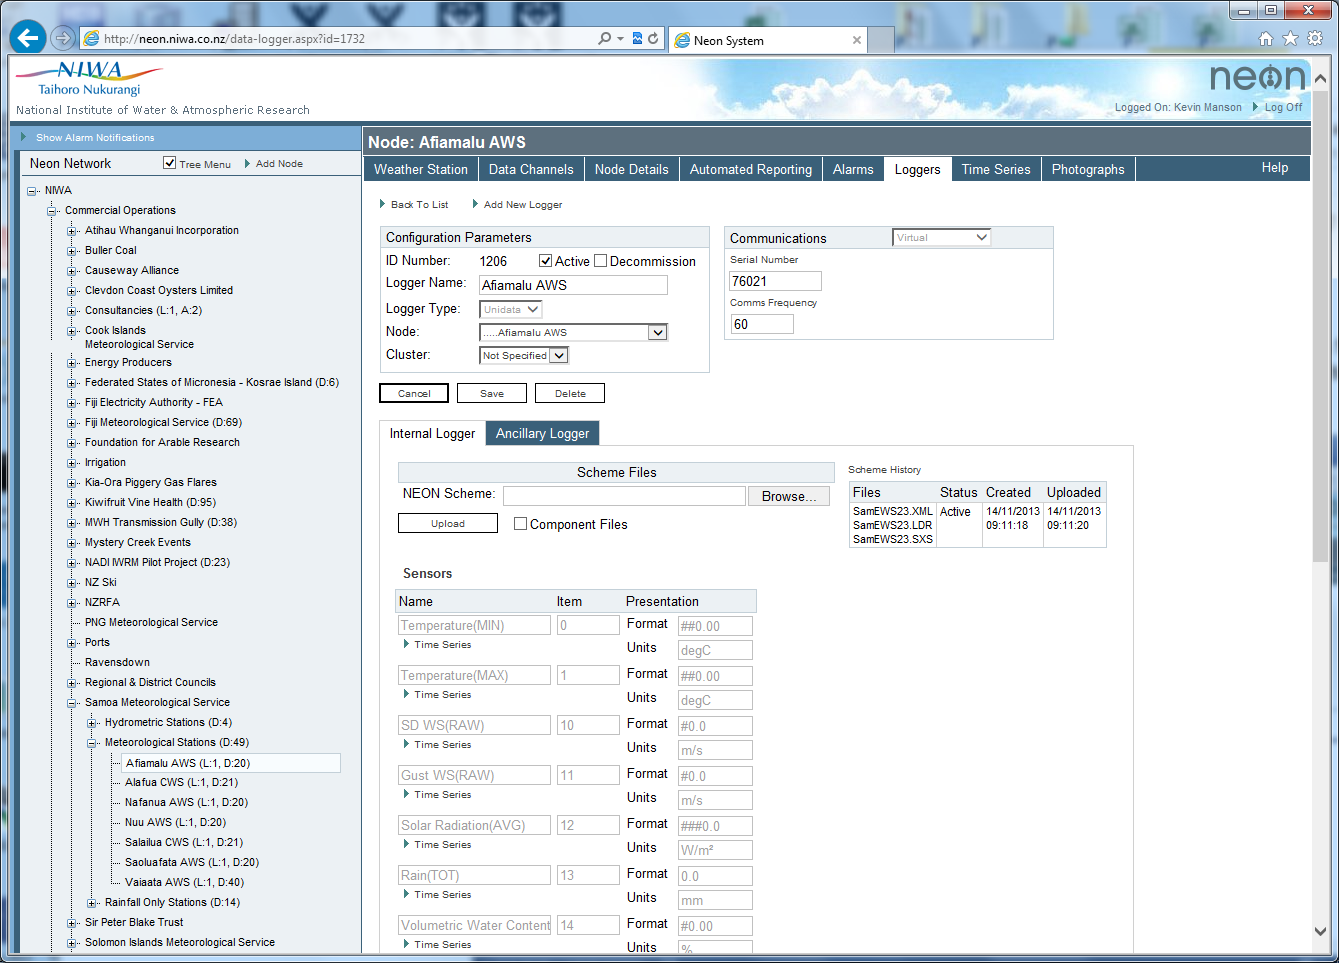 http://neon.niwa.co.nz/data-logger.aspx?id=1732
Neon System
NIWA
Taihoro Nukurangi
National Institute of Water & Atmospheric Research
neon
Logged On: Kevin Manson Log Off
Show Alarm Notifications
Neon Network Tree Menu Add Node
NIWA
Commercial Operations
Atihau Whanganui Incorporation
Buller Coal
Causeway Alliance
Clevdon Coast Oysters Limited
Consultancies (L:1, A:2)
Cook Islands
Meteorological Service
Energy Producers
Federated States of Micronesia - Kosrae Island (D:6)
Fiji Electricity Authority - FEA
Fiji Meteorological Service (D:69)
Foundation for Arable Research
Irrigation
Kia-Ora Piggery Gas Flares
Kiwifruit Vine Health (D:95)
MWH Transmission Gully (D:38)
Mystery Creek Events
NADI IWRM Pilot Project (D:23)
NZ Ski
NZRFA
PNG Meteorological Service
Ports
Ravensdown
Regional & District Councils
Samoa Meteorological Service
Hydrometric Stations (D:4)
Meteorological Stations (D:49)
Afiamalu AWS (L:1, D:20)
Alafua CWS (L:1, D:21)
Nafanua AWS (L:1, D:20)
Nuu AWS (L:1, D:20)
Salailua CWS (L:1, D:21)
Saoluafata AWS (L:1, D:20)
Vaiaata AWS (L:1, D:40)
Rainfall Only Stations (D:14)
Sir Peter Blake Trust
Solomon Islands Meteorological Service
Node: Afiamalu AWS
Weather Station Data Channels Node Details Automated Reporting Alarms Loggers Time Series Photographs Help
Back To List Add New Logger
Configuration Parameters
ID Number: 1206 Active Decommission
Logger Name: Afiamalu AWS
Logger Type: Unidata
Node: .....Afiamalu AWS
Cluster: Not Specified
Communications Virtual
Serial Number
76021
Comms Frequency
60
Cancel Save Delete
Internal Logger Ancillary Logger
Scheme Files
NEON Scheme: Browse...
Upload Component Files
Scheme History
Files Status Created Uploaded
SamEWS23.XML Active 14/11/2013 14/11/2013
SamEWS23.LDR 09:11:18 09:11:20
SamEWS23.SXS
Sensors
Name Item Presentation
Temperature(MIN) 0 Format ##0.00
Time Series Units degC
Temperature(MAX) 1 Format ##0.00
Time Series Units degC
SD WS(RAW) 10 Format #0.0
Time Series Units m/s
Gust WS(RAW) 11 Format #0.0
Time Series Units m/s
Solar Radiation(AVG) 12 Format ###0.0
Time Series Units W/m²
Rain(TOT) 13 Format 0.0
Time Series Units mm
Volumetric Water Content 14 Format #0.00
Time Series Units %